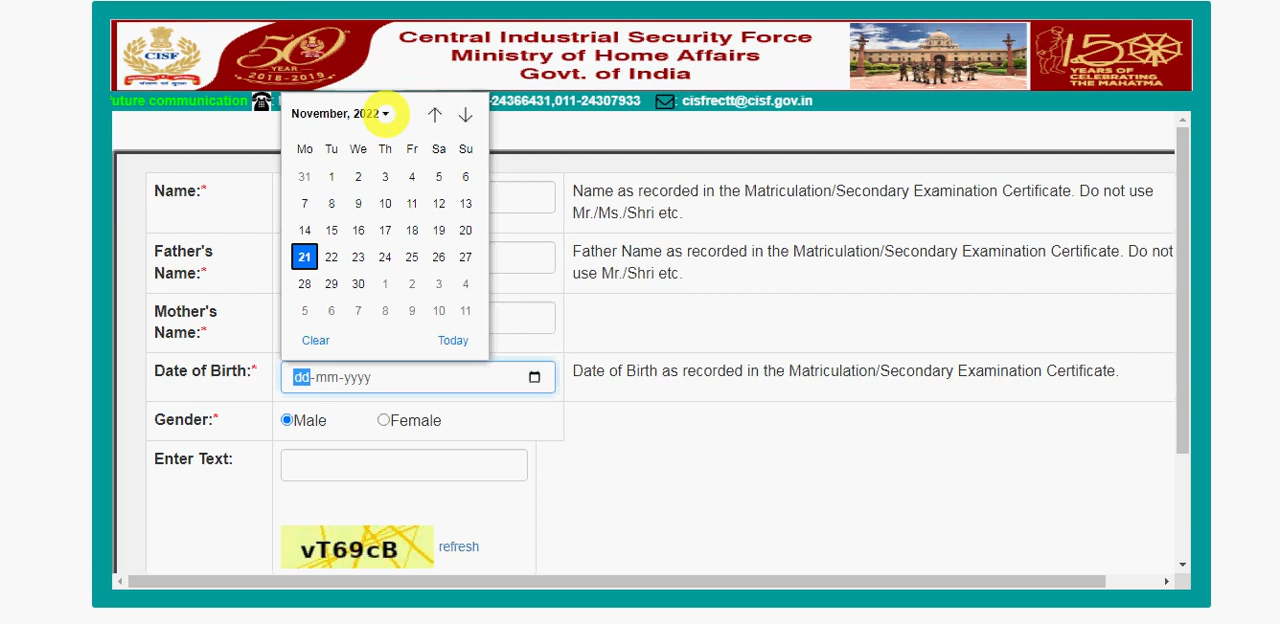 CISF
50
YEAR
2018-2019
Central Industrial Security Force
Ministry of Home Affairs
Govt. of India
150
YEARS OF
CELEBRATING
THE MAHATMA
uture communication
-24366431,011-24307933
: cisfrectt@cisf.gov.in
November, 2022
Mo Tu We Th Fr Sa Su
31 1 2 3 4 5 6
7 8 9 10 11 12 13
14 15 16 17 18 19 20
21 22 23 24 25 26 27
28 29 30 1 2 3 4
5 6 7 8 9 10 11
Clear Today
Name:*
Name as recorded in the Matriculation/Secondary Examination Certificate. Do not use
Mr./Ms./Shri etc.
Father's
Name:*
Father Name as recorded in the Matriculation/Secondary Examination Certificate. Do not
use Mr./Shri etc.
Mother's
Name:*
Date of Birth:*
dd-mm-yyyy
Date of Birth as recorded in the Matriculation/Secondary Examination Certificate.
Gender:*
Male Female
Enter Text:
vT69cB refresh